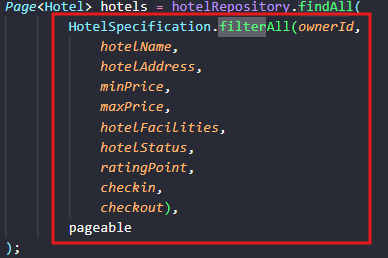 Page<Hotel> hotels = hotelRepository.findAll(
HotelSpecification.filterAll(ownerId,
hotelName,
hotelAddress,
minPrice,
maxPrice,
hotelFacilities,
hotelStatus,
ratingPoint,
checkin,
checkout),
pageable
);